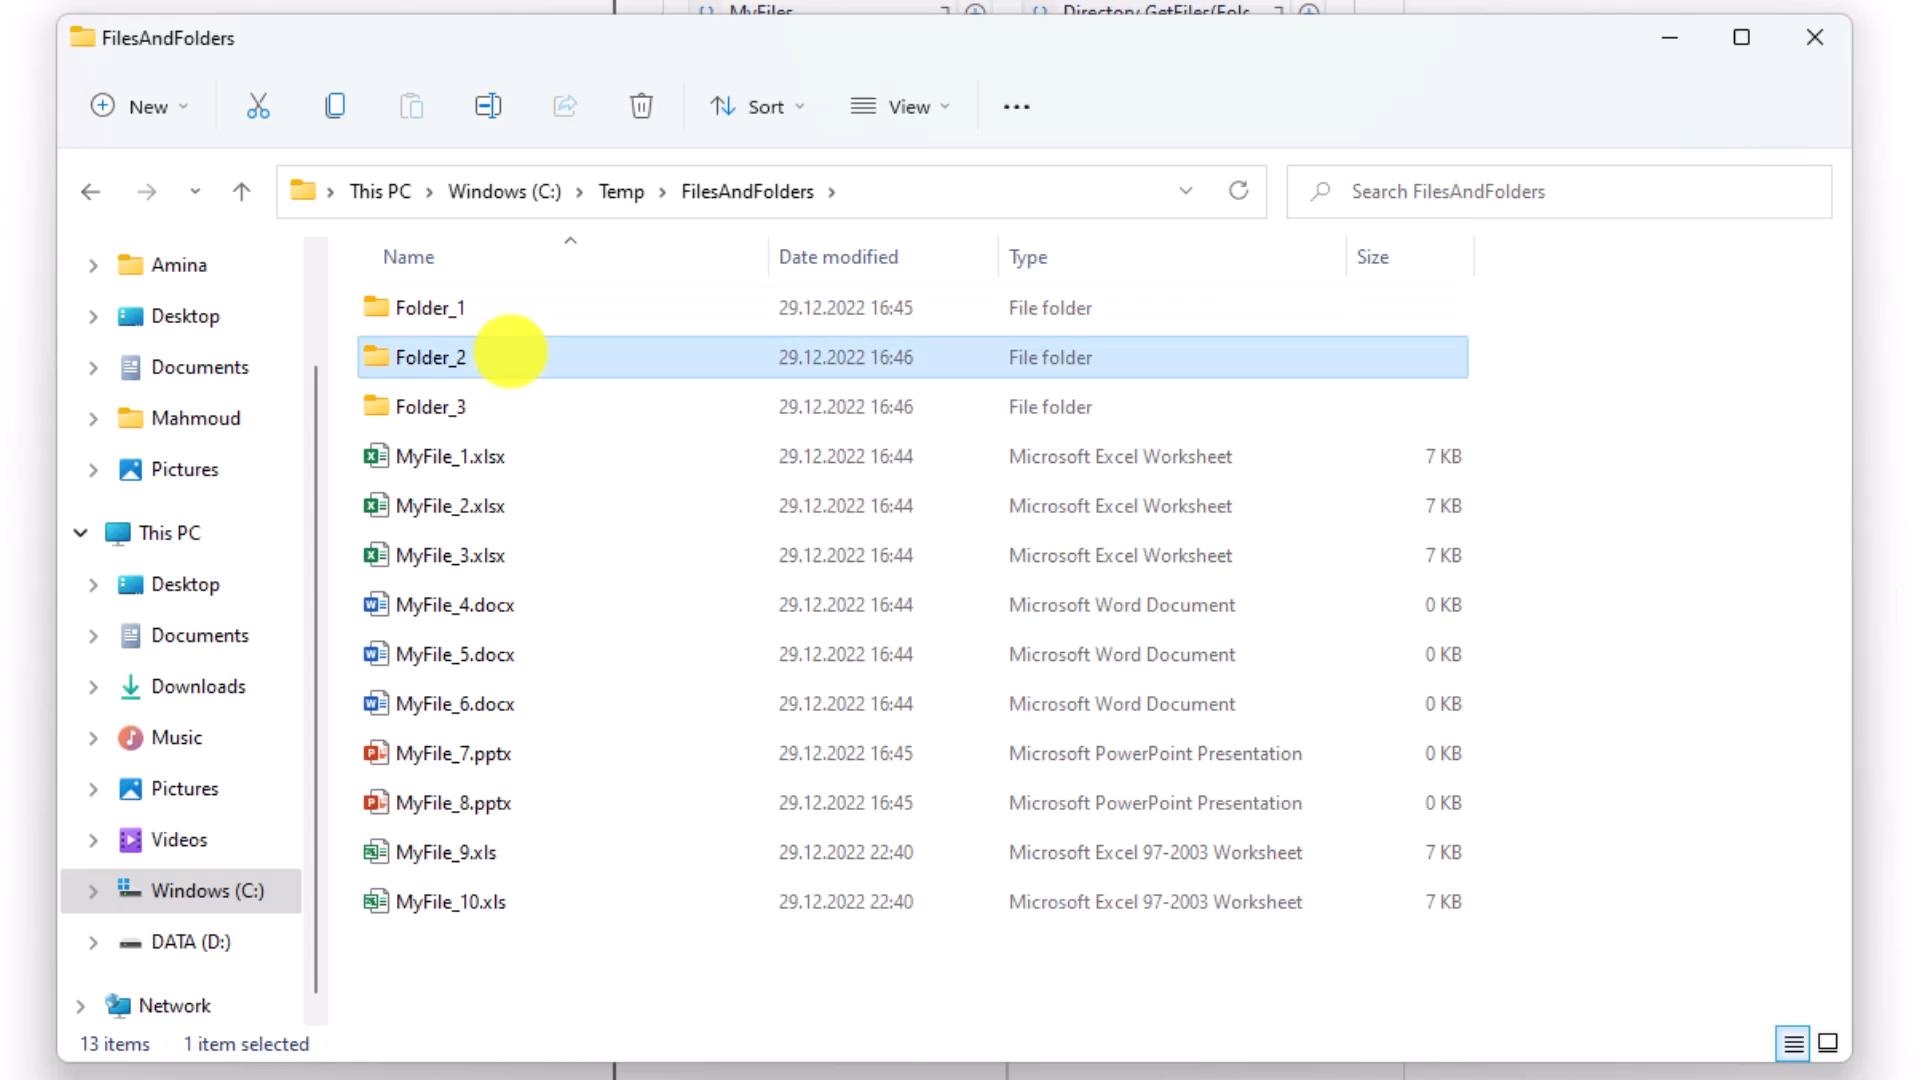 MyFiles Directory.GetFiles(Fol
FilesAndFolders
New Sort View
This PC Windows (C:) Temp FilesAndFolders Search FilesAndFolders
Amina
Desktop
Documents
Mahmoud
Pictures
This PC
Desktop
Documents
Downloads
Music
Pictures
Videos
Windows (C:)
DATA (D:)
Network
Name Date modified Type Size
Folder_1 29.12.2022 16:45 File folder
Folder_2 29.12.2022 16:46 File folder
Folder_3 29.12.2022 16:46 File folder
MyFile_1.xlsx 29.12.2022 16:44 Microsoft Excel Worksheet 7 KB
MyFile_2.xlsx 29.12.2022 16:44 Microsoft Excel Worksheet 7 KB
MyFile_3.xlsx 29.12.2022 16:44 Microsoft Excel Worksheet 7 KB
MyFile_4.docx 29.12.2022 16:44 Microsoft Word Document 0 KB
MyFile_5.docx 29.12.2022 16:44 Microsoft Word Document 0 KB
MyFile_6.docx 29.12.2022 16:44 Microsoft Word Document 0 KB
MyFile_7.pptx 29.12.2022 16:45 Microsoft PowerPoint Presentation 0 KB
MyFile_8.pptx 29.12.2022 16:45 Microsoft PowerPoint Presentation 0 KB
MyFile_9.xls 29.12.2022 22:40 Microsoft Excel 97-2003 Worksheet 7 KB
MyFile_10.xls 29.12.2022 22:40 Microsoft Excel 97-2003 Worksheet 7 KB
13 items 1 item selected